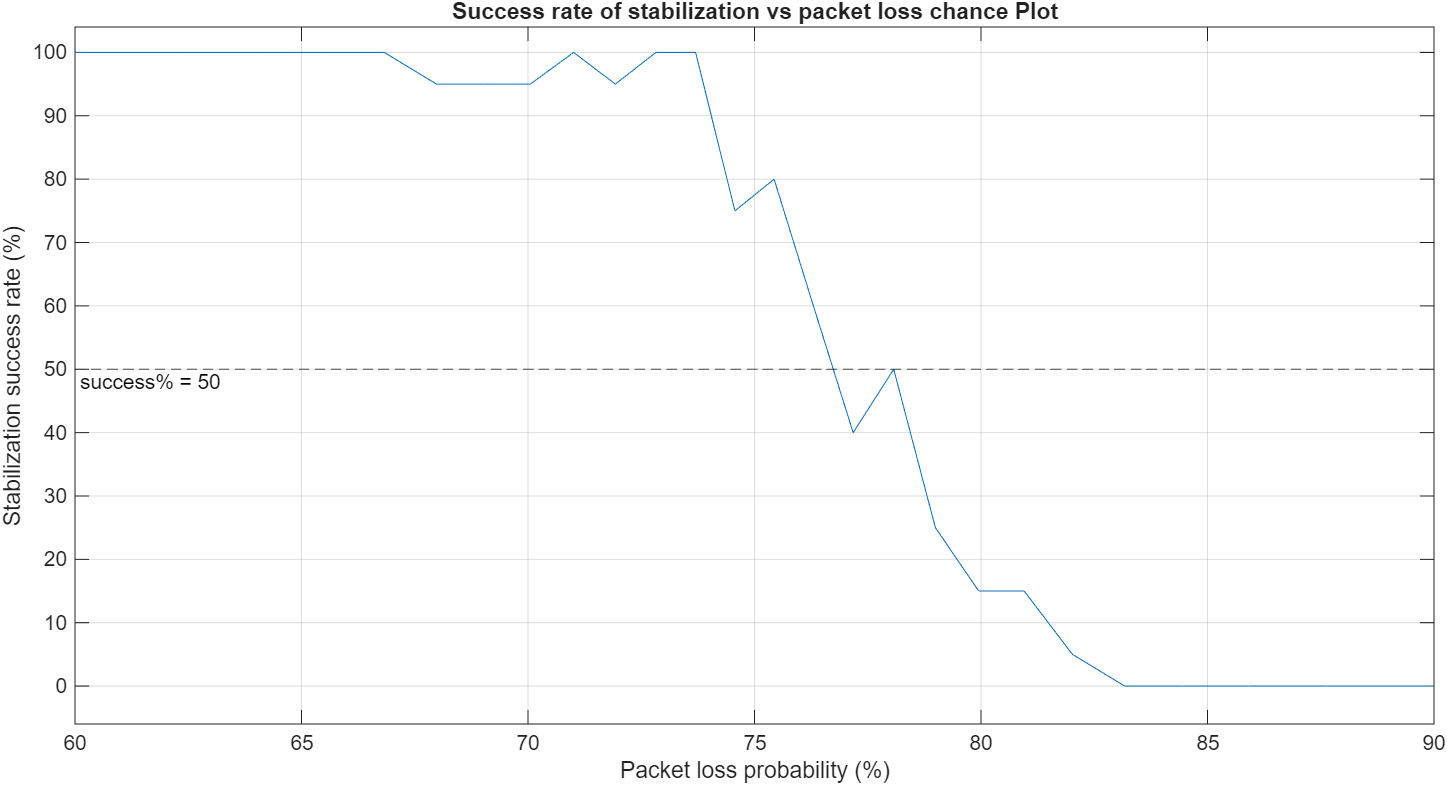 Success rate of stabilization vs packet loss chance Plot
100
90
80
70
60
50
success% = 50
40
30
20
10
0
Stabilization success rate (%)
60 65 70 75 80 85 90
Packet loss probability (%)